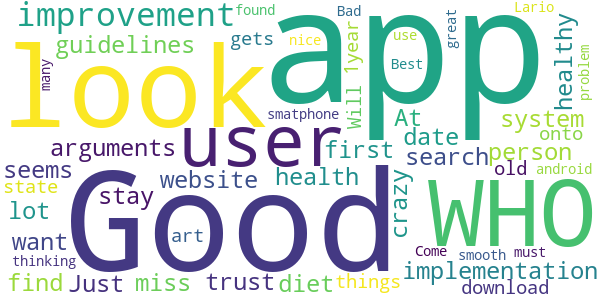 improvement
found
Bad
Lario
app
great
nice
use
many
guidelines
gets
1year
healthy
look
Best
problem
smatphone
Will
At
system
user
arguments
first
date
onto
search
person
seems
Good
website
health
crazy
old
android
WHO
state
stay
lot
want
art
Come
smooth
must
thinking
implementation
find
Just
miss
trust
diet
things
download